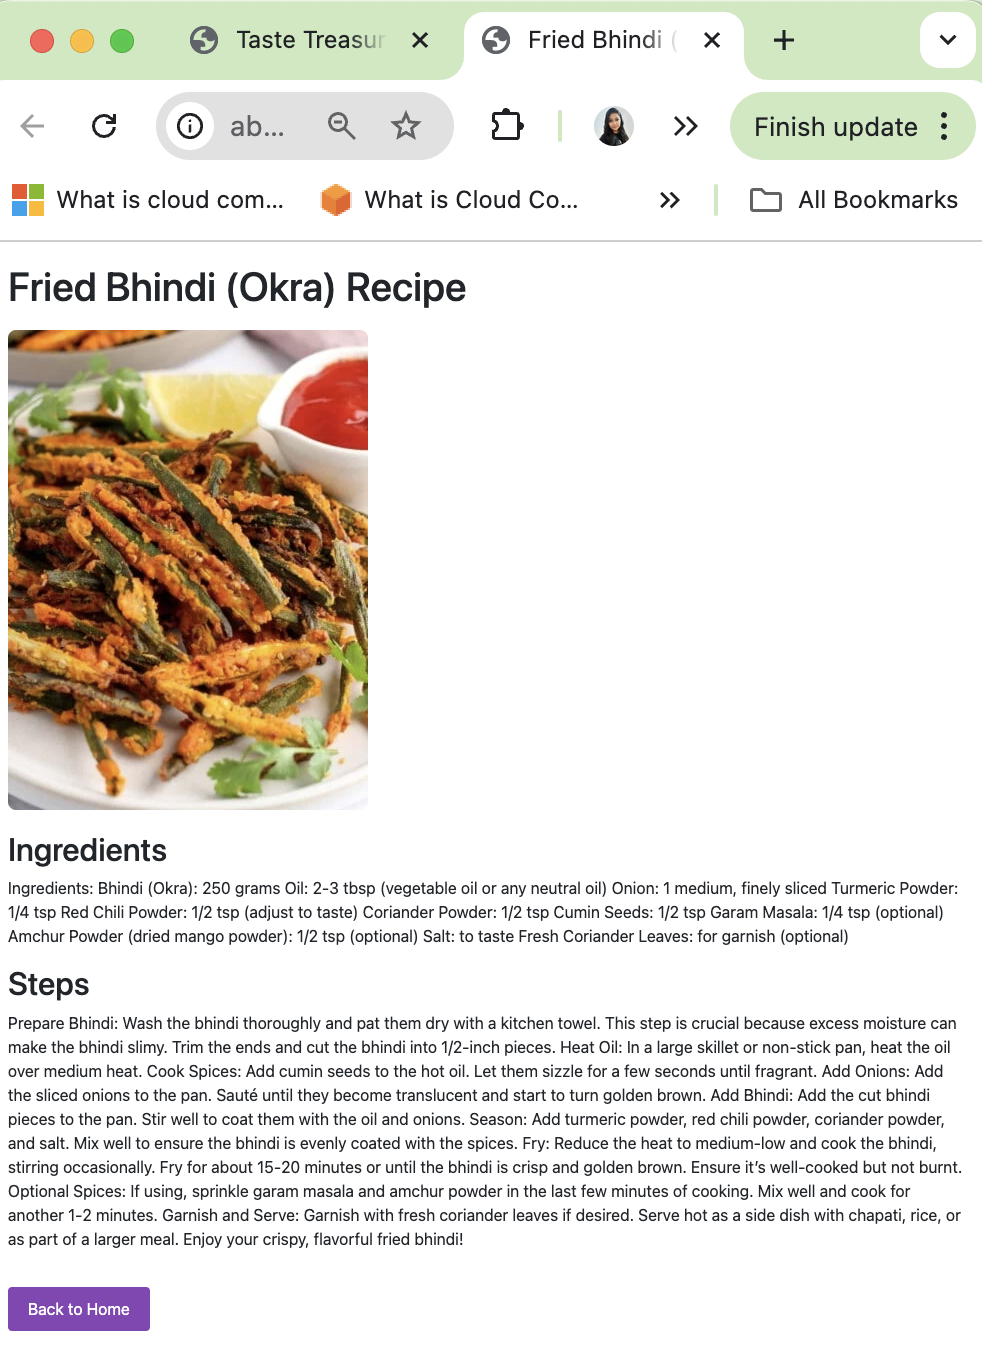 Taste Treasur
Fried Bhindi (
ab...
Finish update
What is cloud com...
What is Cloud Co...
All Bookmarks
Fried Bhindi (Okra) Recipe
Ingredients
Ingredients: Bhindi (Okra): 250 grams Oil: 2-3 tbsp (vegetable oil or any neutral oil) Onion: 1 medium, finely sliced Turmeric Powder:
1/4 tsp Red Chili Powder: 1/2 tsp (adjust to taste) Coriander Powder: 1/2 tsp Cumin Seeds: 1/2 tsp Garam Masala: 1/4 tsp (optional)
Amchur Powder (dried mango powder): 1/2 tsp (optional) Salt: to taste Fresh Coriander Leaves: for garnish (optional)
Steps
Prepare Bhindi: Wash the bhindi thoroughly and pat them dry with a kitchen towel. This step is crucial because excess moisture can
make the bhindi slimy. Trim the ends and cut the bhindi into 1/2-inch pieces. Heat Oil: In a large skillet or non-stick pan, heat the oil
over medium heat. Cook Spices: Add cumin seeds to the hot oil. Let them sizzle for a few seconds until fragrant. Add Onions: Add
the sliced onions to the pan. Sauté until they become translucent and start to turn golden brown. Add Bhindi: Add the cut bhindi
pieces to the pan. Stir well to coat them with the oil and onions. Season: Add turmeric powder, red chili powder, coriander powder,
and salt. Mix well to ensure the bhindi is evenly coated with the spices. Fry: Reduce the heat to medium-low and cook the bhindi,
stirring occasionally. Fry for about 15-20 minutes or until the bhindi is crisp and golden brown. Ensure it’s well-cooked but not burnt.
Optional Spices: If using, sprinkle garam masala and amchur powder in the last few minutes of cooking. Mix well and cook for
another 1-2 minutes. Garnish and Serve: Garnish with fresh coriander leaves if desired. Serve hot as a side dish with chapati, rice, or
as part of a larger meal. Enjoy your crispy, flavorful fried bhindi!
Back to Home